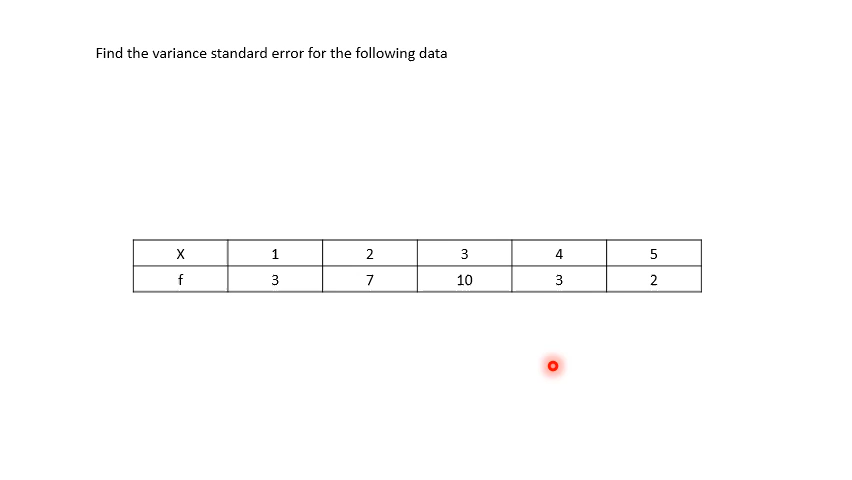 Find the variance standard error for the following data
X 1 2 3 4 5
f 3 7 10 3 2